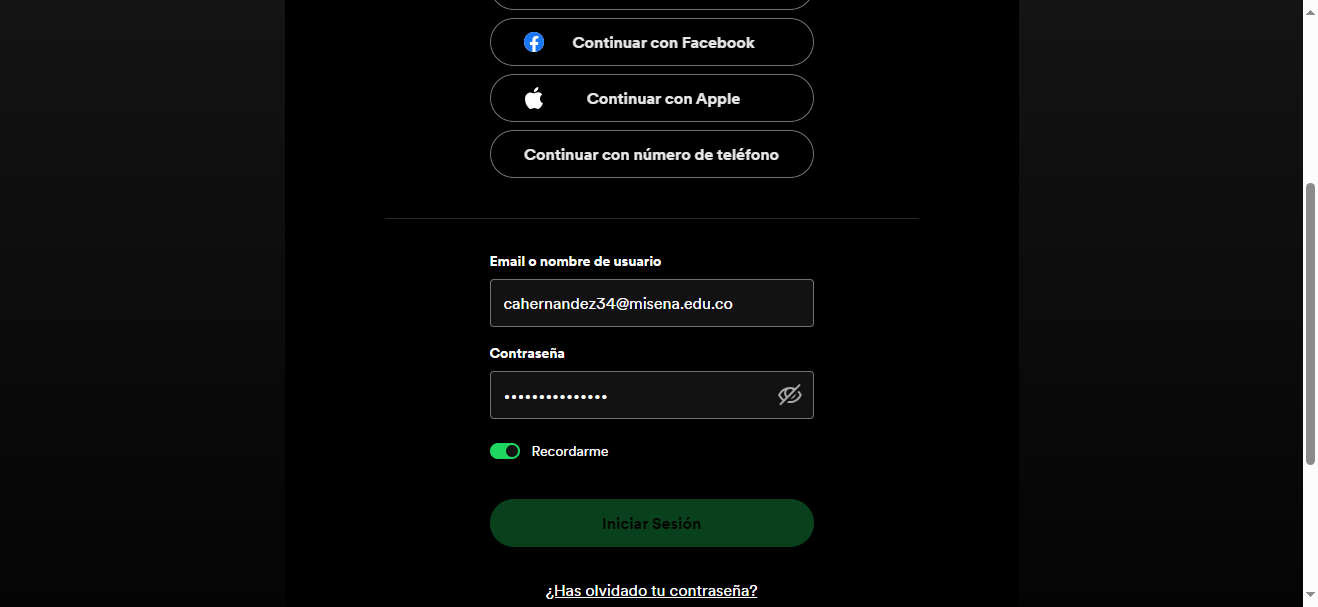 Continuar con Facebook
Continuar con Apple
Continuar con número de teléfono
Email o nombre de usuario
cahernandez34@misena.edu.co
Contraseña
•••••••••••••••
Recordarme
Iniciar Sesión
¿Has olvidado tu contraseña?